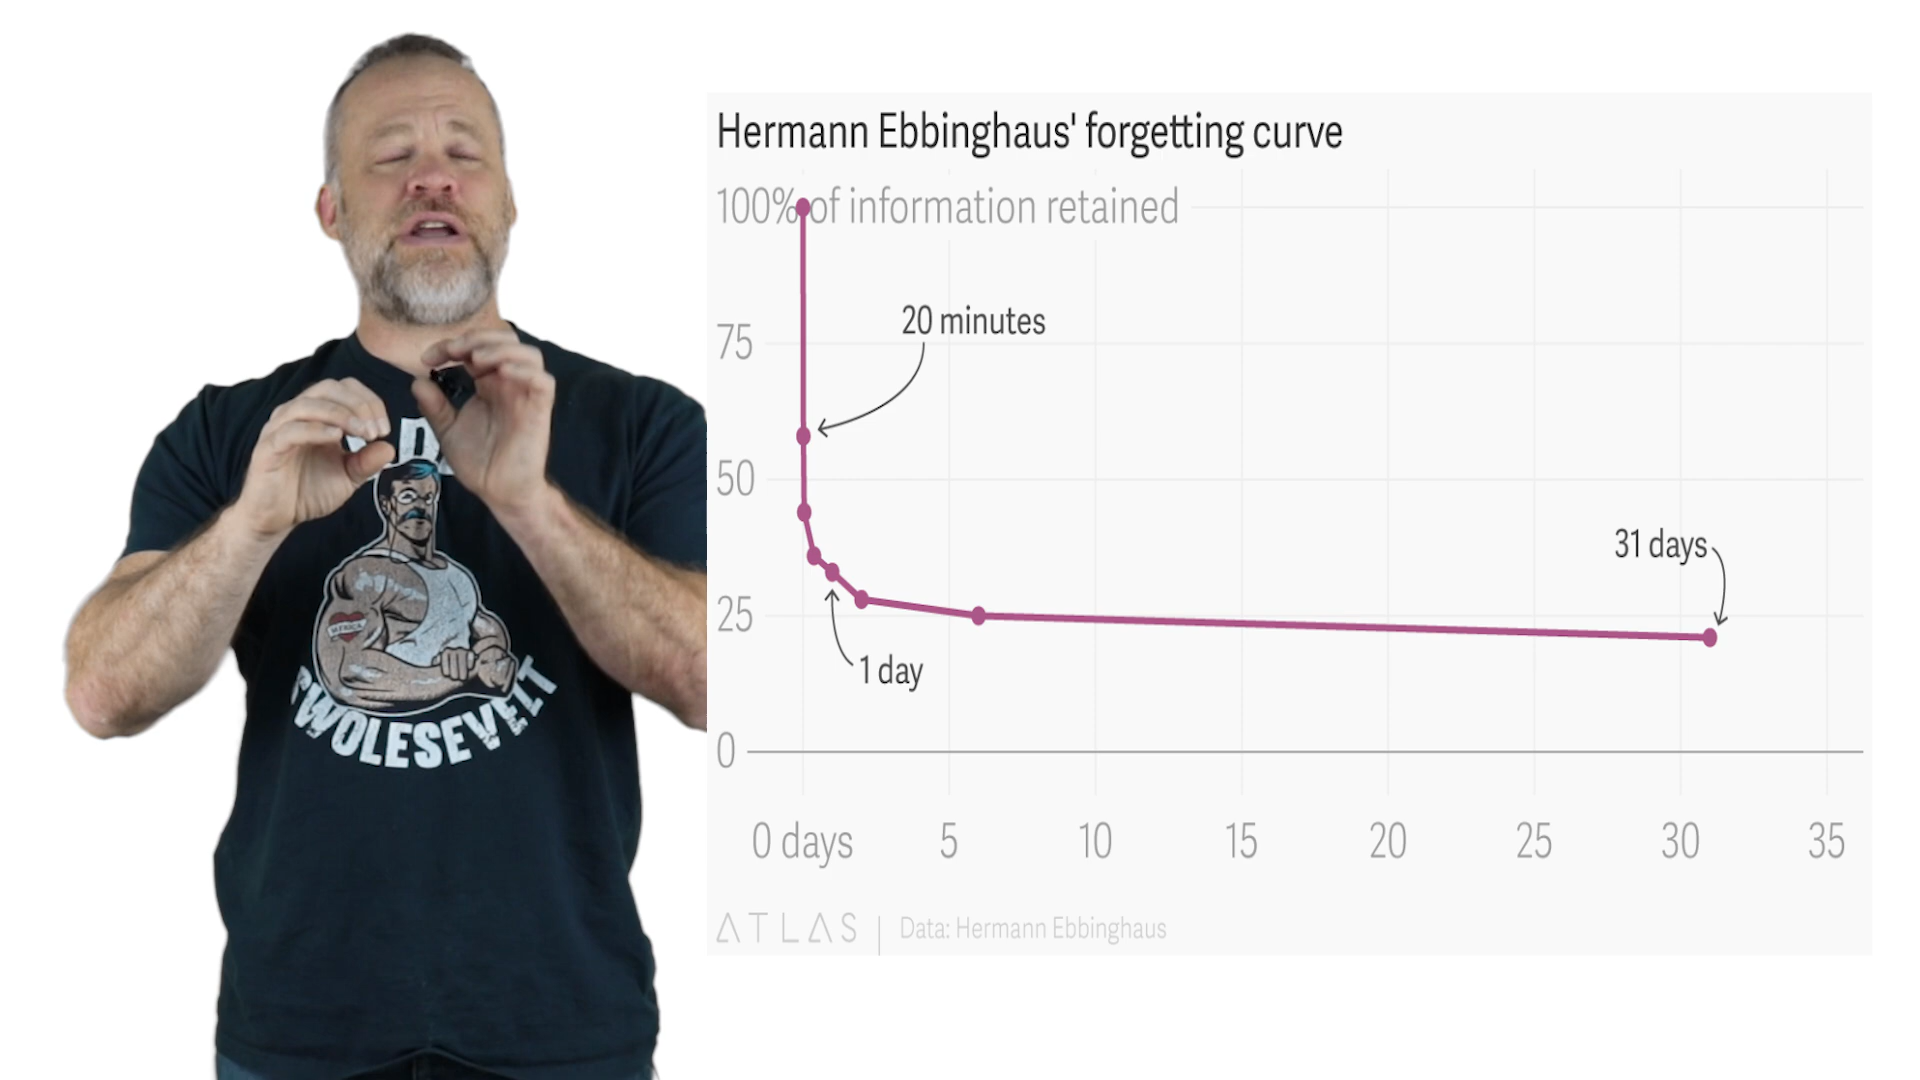 TWOLESEVELT
Hermann Ebbinghaus' forgetting curve
100% of information retained
20 minutes
75
50
31 days
25
1 day
0
0 days 5 10 15 20 25 30 35
ATLAS | Data: Hermann Ebbinghaus